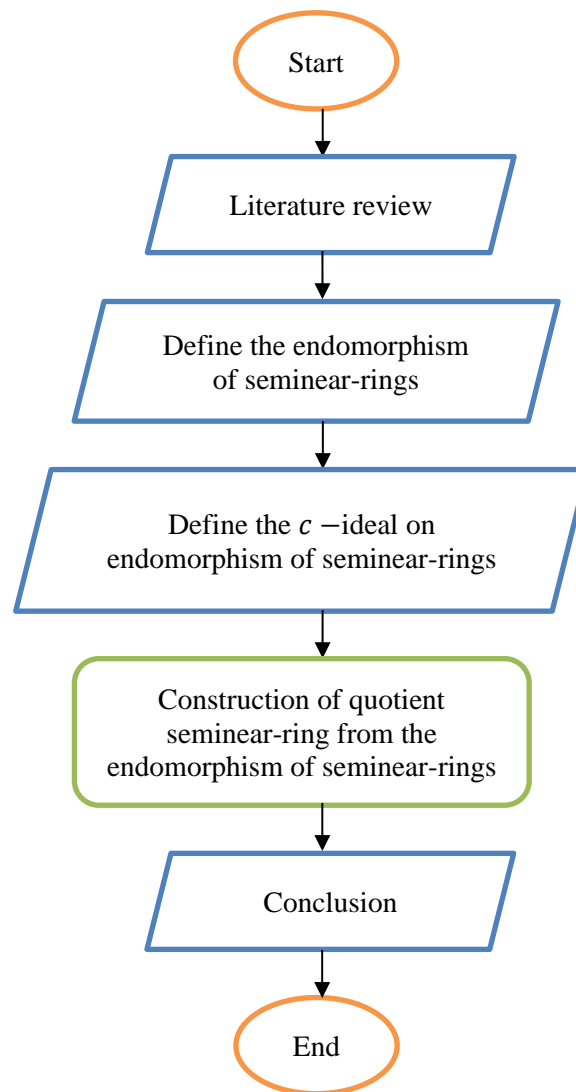 Start
Literature review
Define the endomorphism
of seminear-rings
Define the 𝑐 −ideal on
endomorphism of seminear-rings
Construction of quotient
seminear-ring from the
endomorphism of seminear-rings
Conclusion
End